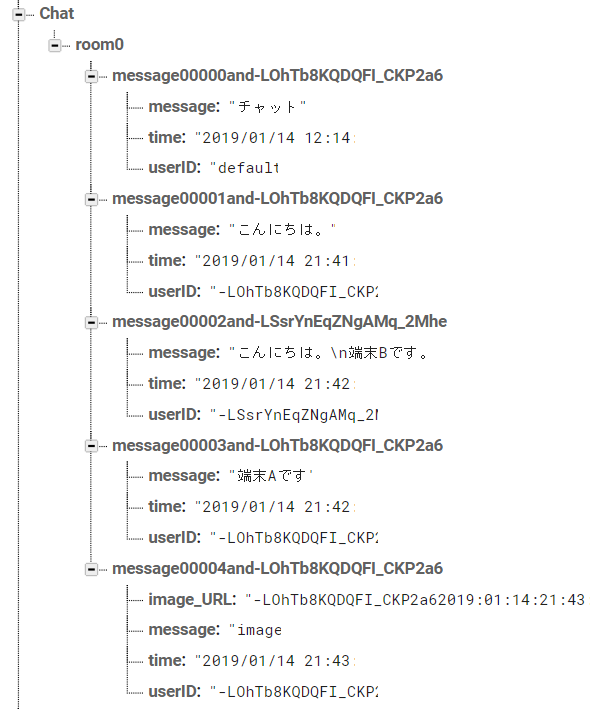 Chat
room0
message00000and-LOhTb8KQDQFI_CKP2a6
message: "チャット"
time: "2019/01/14 12:14:
userID: "default
message00001and-LOhTb8KQDQFI_CKP2a6
message: "こんにちは。"
time: "2019/01/14 21:41:
userID: "-LOhTb8KQDQFI_CKP2
message00002and-LSsrYnEqZNgAMq_2Mhe
message: "こんにちは。\n端末Bです。
time: "2019/01/14 21:42:
userID: "-LSsrYnEqZNgAMq_2M
message00003and-LOhTb8KQDQFI_CKP2a6
message: "端末Aです"
time: "2019/01/14 21:42:
userID: "-LOhTb8KQDQFI_CKP2
message00004and-LOhTb8KQDQFI_CKP2a6
image_URL: "-LOhTb8KQDQFI_CKP2a62019:01:14:21:43
message: "image
time: "2019/01/14 21:43:
userID: "-LOhTb8KQDQFI_CKP2